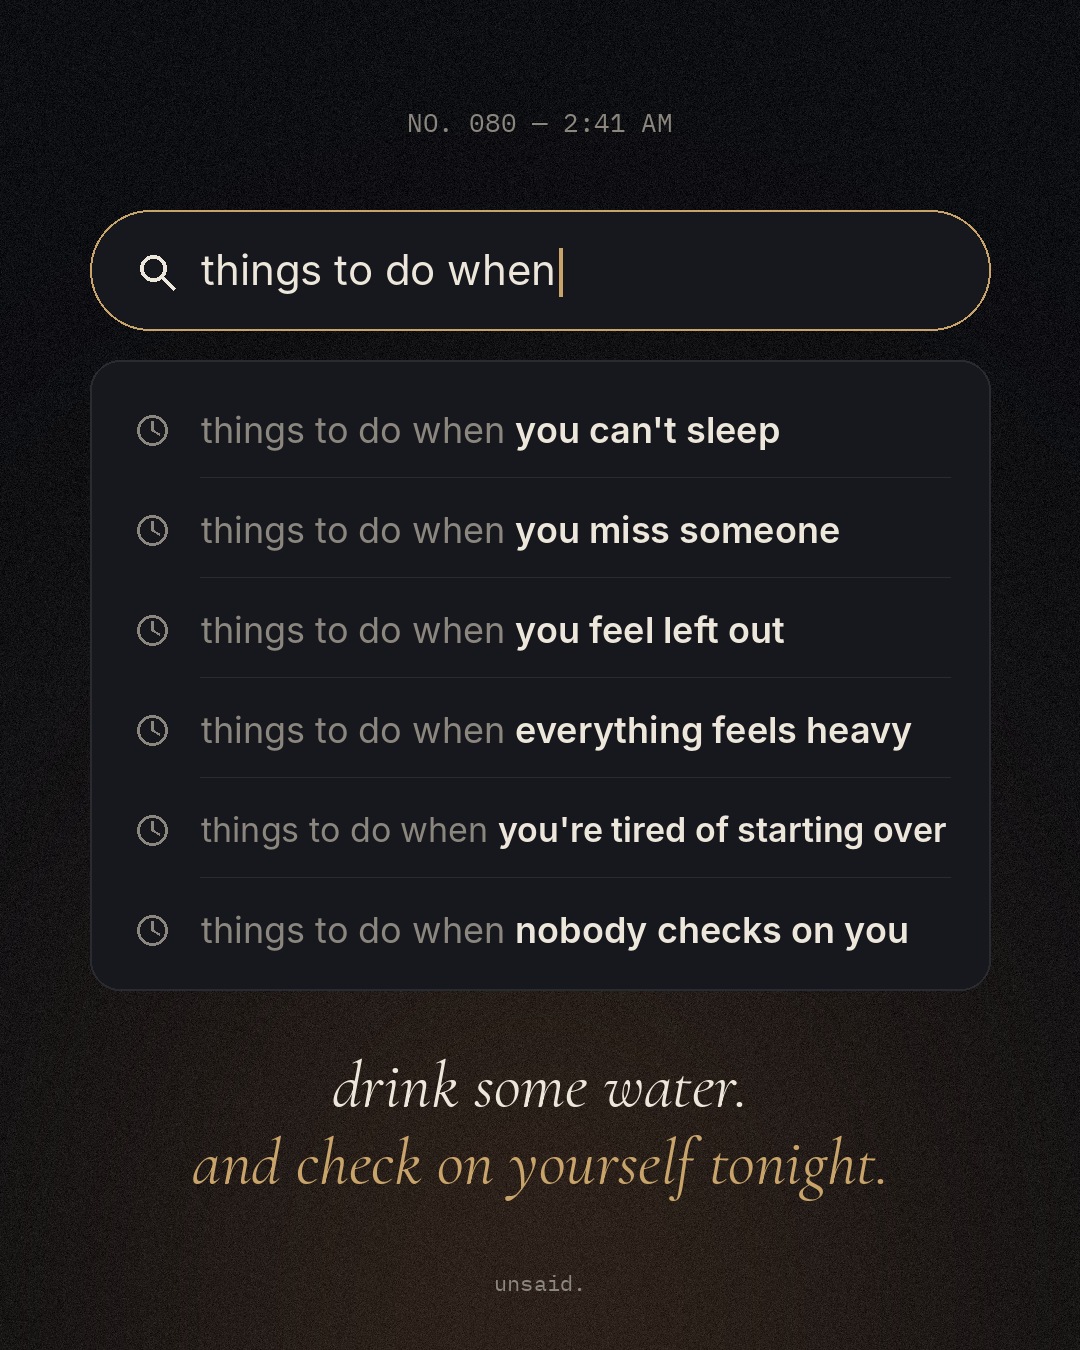 NO. 080 — 2:41 AM
things to do when
things to do when you can't sleep
things to do when you miss someone
things to do when you feel left out
things to do when everything feels heavy
things to do when you're tired of starting over
things to do when nobody checks on you
drink some water.
and check on yourself tonight.
unsaid.